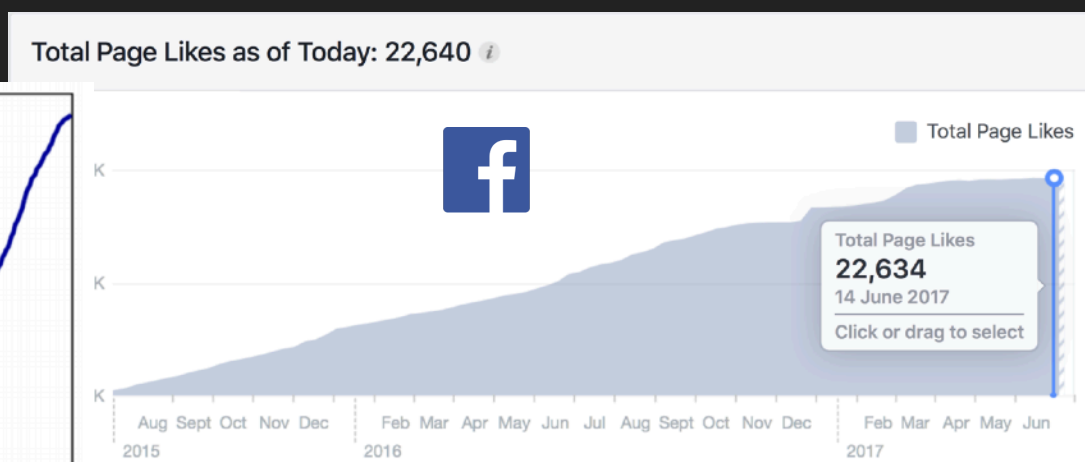 Total Page Likes as of Today: 22,640 i
Total Page Likes
K
K
K
Total Page Likes
22,634
14 June 2017
Click or drag to select
Aug Sept Oct Nov Dec Feb Mar Apr May Jun Jul Aug Sept Oct Nov Dec Feb Mar Apr May Jun
2015 2016 2017